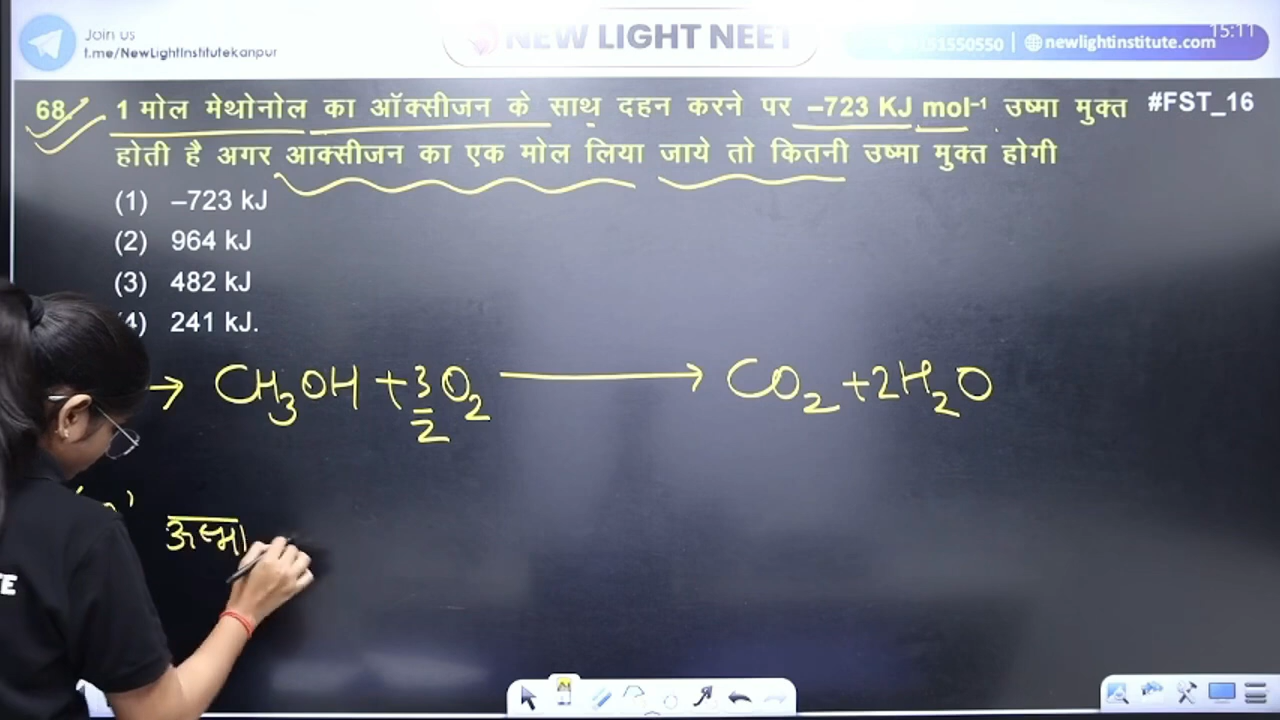 Join us
t.me/NewLightInstitutekanpur
NEW LIGHT NEET
newlightinstitute.com
15:11
68. 1 मोल मेथोनोल का ऑक्सीजन के साथ दहन करने पर –723 KJ mol⁻¹ उष्मा मुक्त #FST_16
होती है अगर आक्सीजन का एक मोल लिया जाये तो कितनी उष्मा मुक्त होगी
(1) –723 kJ
(2) 964 kJ
(3) 482 kJ
4) 241 kJ.
→ CH₃OH + 3/2 O₂ ⟶ CO₂ + 2H₂O
ऊष्मा